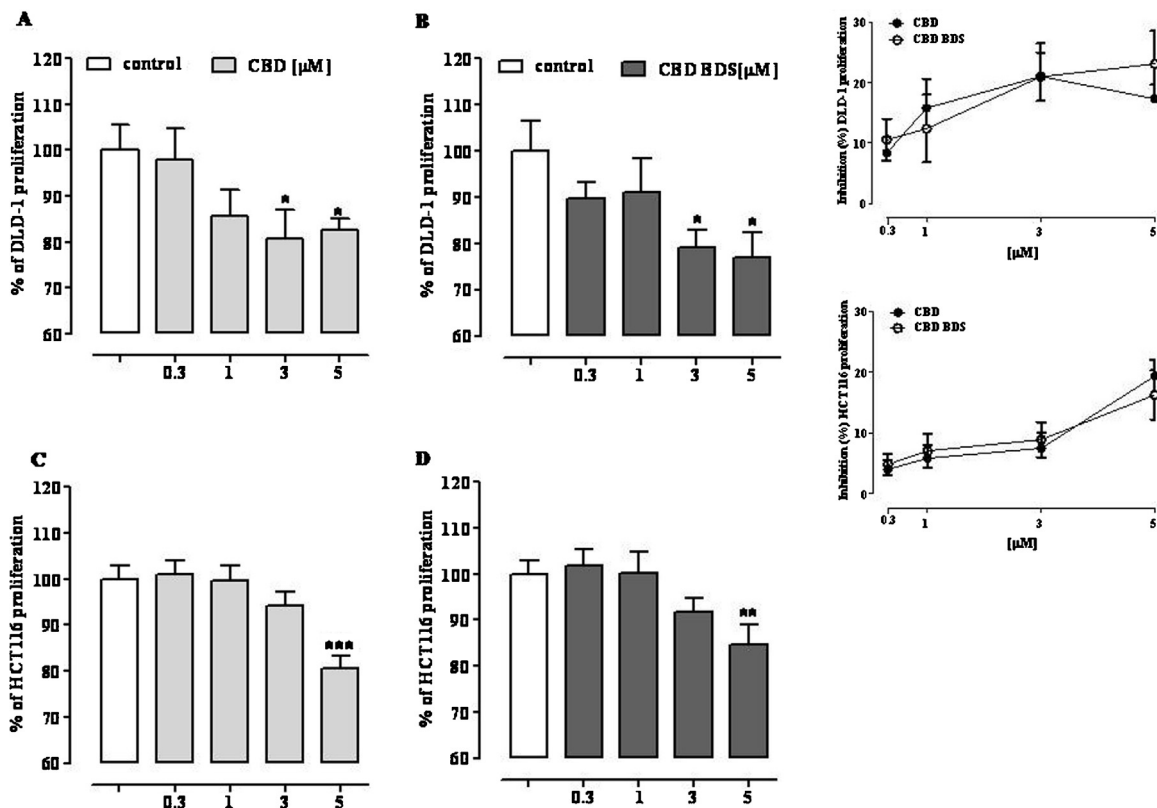 A
control CBD [µM]
% of DLD-1 proliferation
120
110
100
90
80
70
60
* *
0.3 1 3 5
B
control CBD BDS[µM]
% of DLD-1 proliferation
120
110
100
90
80
70
60
* *
0.3 1 3 5
CBD
CBD BDS
Inhibition (%) DLD-1 proliferation
30
20
10
0
0.3 1 3 5
[µM]
CBD
CBD BDS
Inhibition (%) HCT116 proliferation
30
20
10
0
0.3 1 3 5
[µM]
C
% of HCT116 proliferation
120
110
100
90
80
70
60
***
0.3 1 3 5
D
% of HCT116 proliferation
120
110
100
90
80
70
60
**
0.3 1 3 5